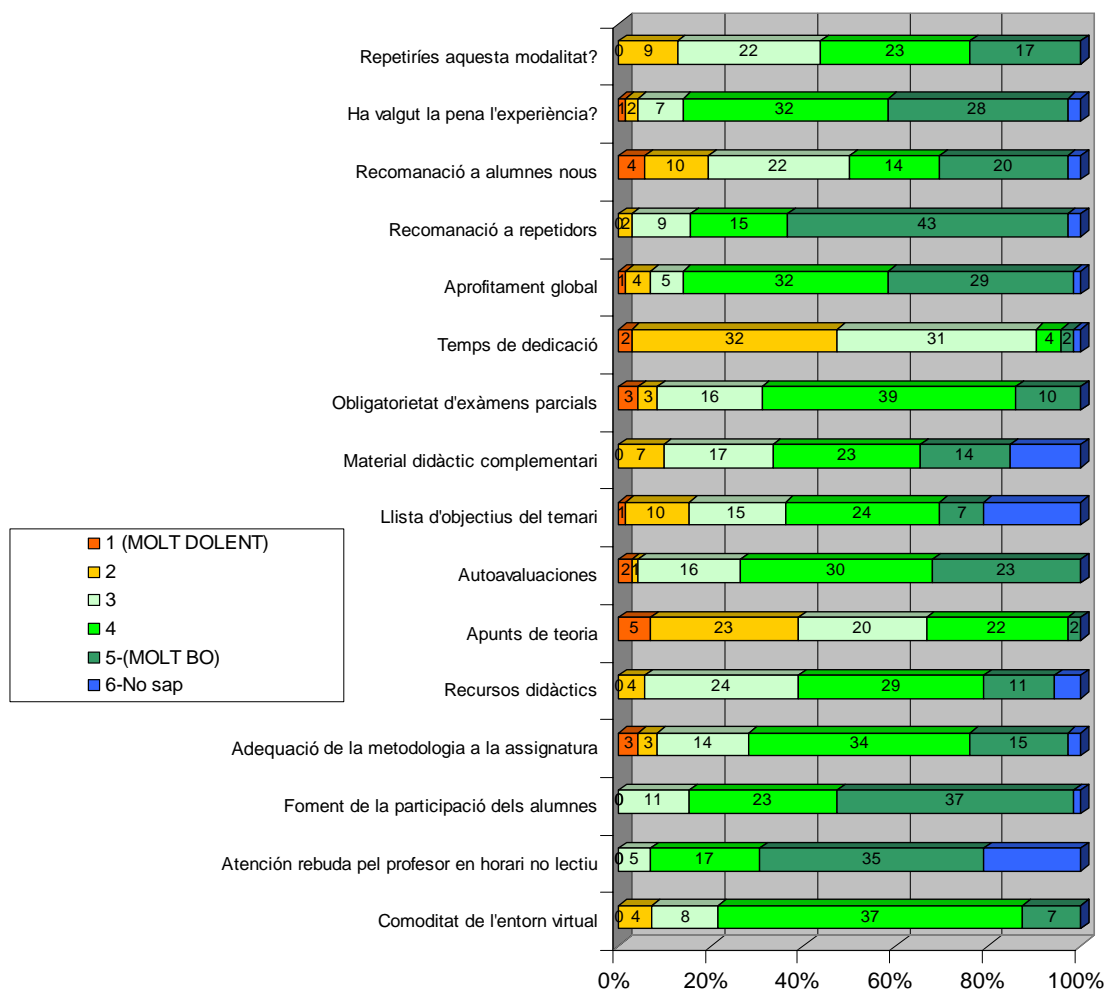 Repetiríes aquesta modalitat? 0 9 22 23 17
Ha valgut la pena l'experiència? 1 2 7 32 28
Recomanació a alumnes nous 4 10 22 14 20
Recomanació a repetidors 0 2 9 15 43
Aprofitament global 1 4 5 32 29
Temps de dedicació 2 32 31 4 2
Obligatorietat d'exàmens parcials 3 3 16 39 10
Material didàctic complementari 0 7 17 23 14
Llista d'objectius del temari 1 10 15 24 7
Autoavaluaciones 2 1 16 30 23
Apunts de teoria 5 23 20 22 2
Recursos didàctics 0 4 24 29 11
Adequació de la metodologia a la assignatura 3 3 14 34 15
Foment de la participació dels alumnes 0 0 11 23 37
Atención rebuda pel profesor en horari no lectiu 0 0 5 17 35
Comoditat de l'entorn virtual 0 4 8 37 7
0% 20% 40% 60% 80% 100%
1 (MOLT DOLENT)
2
3
4
5-(MOLT BO)
6-No sap